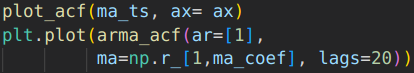 plot_acf(ma_ts, ax= ax)
plt.plot(arma_acf(ar=[1],
ma=np.r_[1,ma_coef], lags=20))